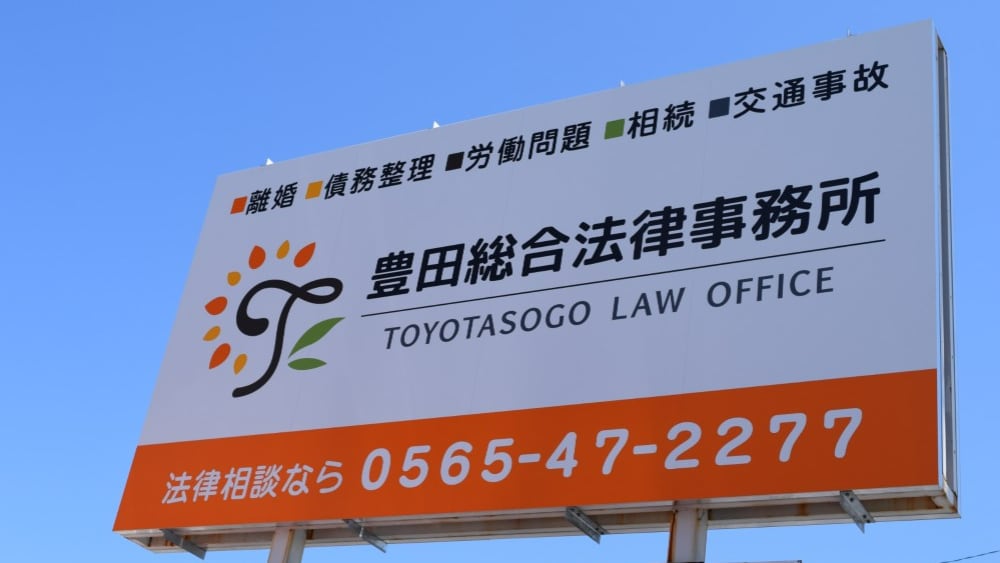 ■離婚 ■債務整理 ■労働問題 ■相続 ■交通事故
豊田総合法律事務所
TOYOTASOGO LAW OFFICE
法律相談なら 0565-47-2277